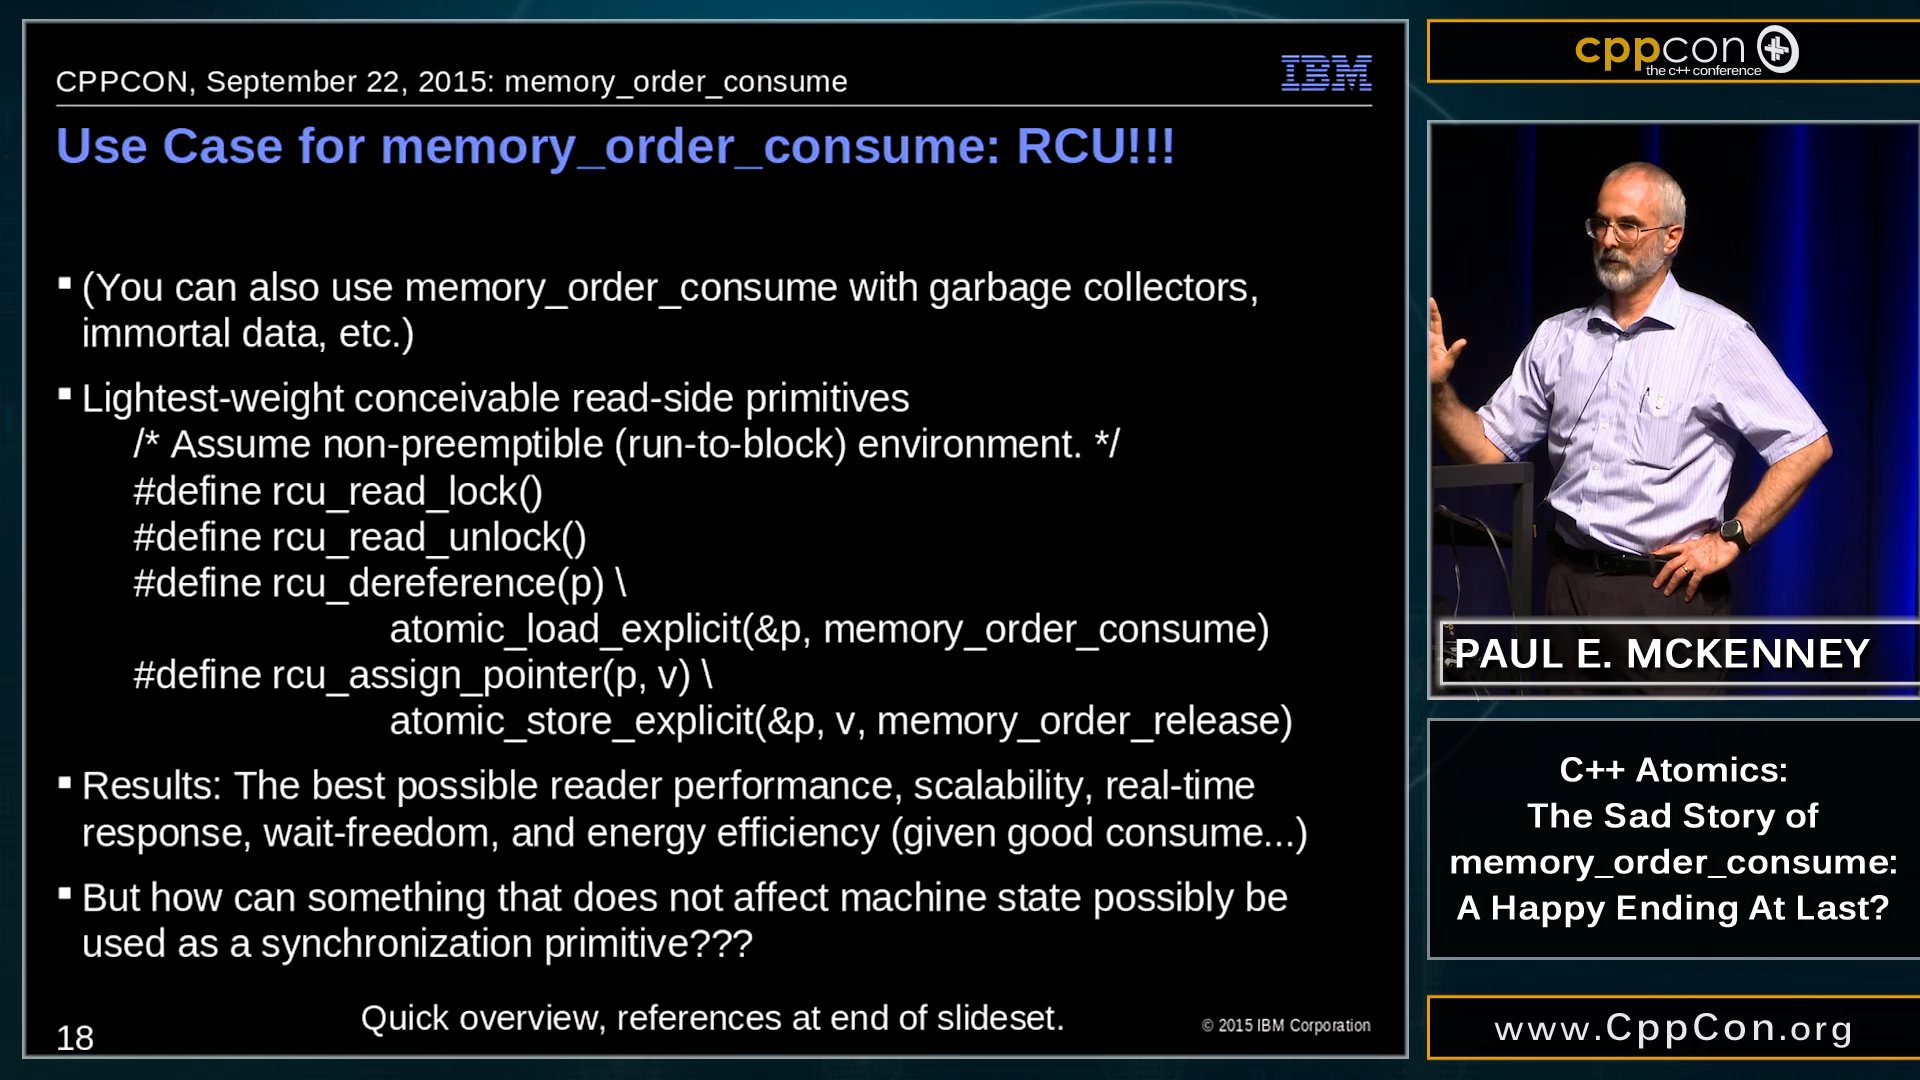 CPPCON, September 22, 2015: memory_order_consume
IBM
Use Case for memory_order_consume: RCU!!!
▪ (You can also use memory_order_consume with garbage collectors,
immortal data, etc.)
▪ Lightest-weight conceivable read-side primitives
/* Assume non-preemptible (run-to-block) environment. */
#define rcu_read_lock()
#define rcu_read_unlock()
#define rcu_dereference(p) \
atomic_load_explicit(&p, memory_order_consume)
#define rcu_assign_pointer(p, v) \
atomic_store_explicit(&p, v, memory_order_release)
▪ Results: The best possible reader performance, scalability, real-time
response, wait-freedom, and energy efficiency (given good consume...)
▪ But how can something that does not affect machine state possibly be
used as a synchronization primitive???
Quick overview, references at end of slideset.
18
© 2015 IBM Corporation
cppcon
the c++ conference
PAUL E. MCKENNEY
C++ Atomics:
The Sad Story of
memory_order_consume:
A Happy Ending At Last?
www.CppCon.org